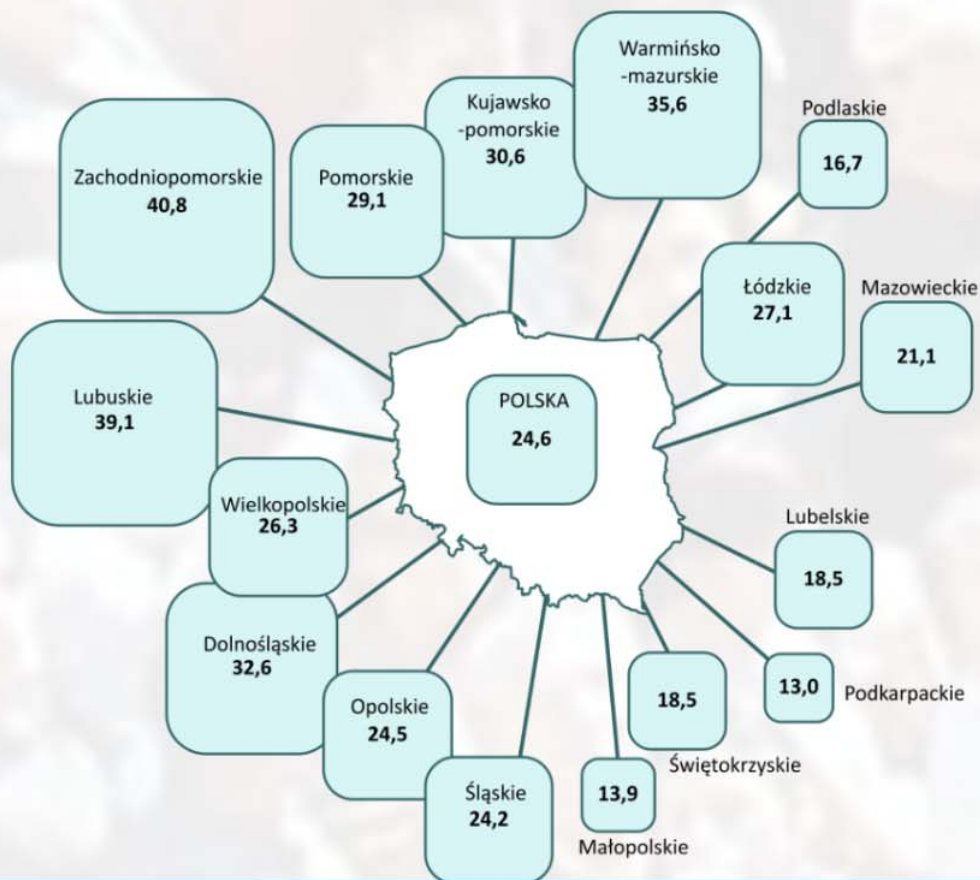 Warmińsko
-mazurskie
35,6
Kujawsko
-pomorskie
30,6
Podlaskie
16,7
Zachodniopomorskie
40,8
Pomorskie
29,1
Łódzkie
27,1
Mazowieckie
21,1
Lubuskie
39,1
POLSKA
24,6
Wielkopolskie
26,3
Lubelskie
18,5
Dolnośląskie
32,6
Opolskie
24,5
Śląskie
24,2
13,9
Małopolskie
18,5
Świętokrzyskie
13,0
Podkarpackie